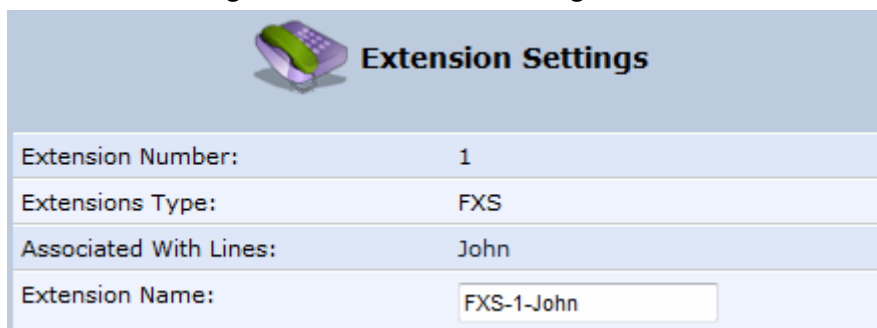 Extension Settings
Extension Number: 1
Extensions Type: FXS
Associated With Lines: John
Extension Name: FXS-1-John